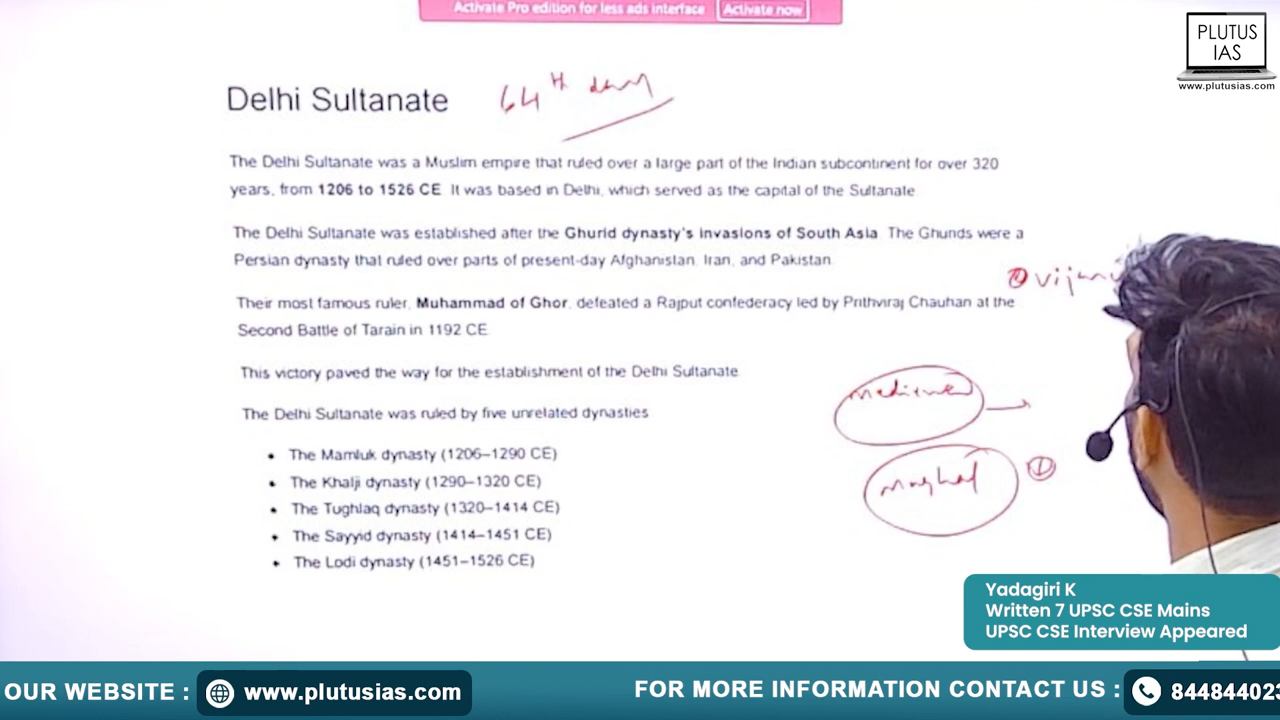 Activate Pro edition for less ads interface Activate now
PLUTUS
IAS
www.plutusias.com
Delhi Sultanate 64th day
The Delhi Sultanate was a Muslim empire that ruled over a large part of the Indian subcontinent for over 320
years, from 1206 to 1526 CE. It was based in Delhi, which served as the capital of the Sultanate
The Delhi Sultanate was established after the Ghurid dynasty's invasions of South Asia. The Ghurids were a
Persian dynasty that ruled over parts of present-day Afghanistan, Iran, and Pakistan.
Their most famous ruler, Muhammad of Ghor, defeated a Rajput confederacy led by Prithviraj Chauhan at the
Second Battle of Tarain in 1192 CE
This victory paved the way for the establishment of the Delhi Sultanate
The Delhi Sultanate was ruled by five unrelated dynasties
• The Mamluk dynasty (1206–1290 CE)
• The Khalji dynasty (1290–1320 CE)
• The Tughlaq dynasty (1320–1414 CE)
• The Sayyid dynasty (1414–1451 CE)
• The Lodi dynasty (1451–1526 CE)
Yadagiri K
Written 7 UPSC CSE Mains
UPSC CSE Interview Appeared
OUR WEBSITE : www.plutusias.com
FOR MORE INFORMATION CONTACT US : 844844023